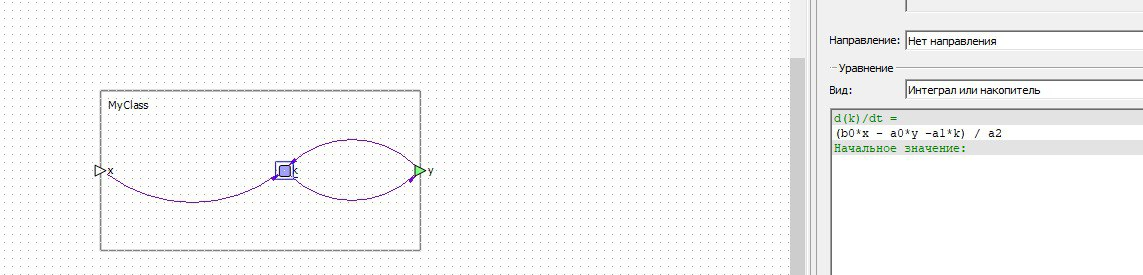 MyClass
x
k
y
Направление: Нет направления
Уравнение
Вид: Интеграл или накопитель
d(k)/dt =
(b0*x - a0*y -a1*k) / a2
Начальное значение: